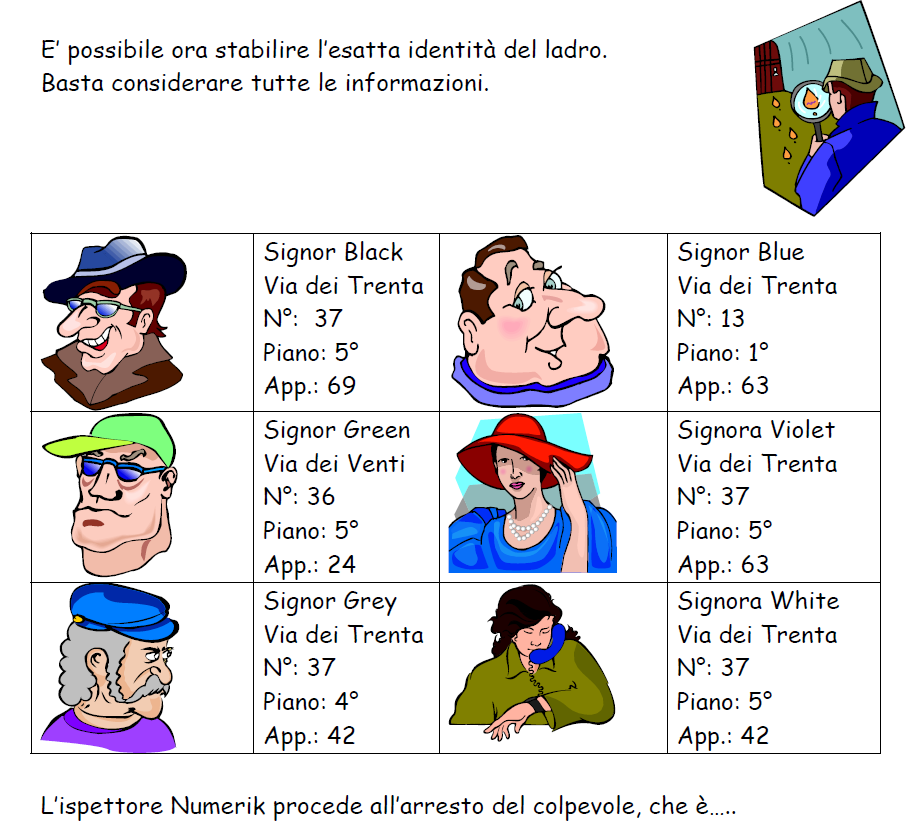 E' possibile ora stabilire l'esatta identità del ladro.
Basta considerare tutte le informazioni.
Signor Black
Via dei Trenta
N°:  37
Piano: 5°
App.: 69
Signor Blue
Via dei Trenta
N°: 13
Piano: 1°
App.: 63
Signor Green
Via dei Venti
N°: 36
Piano: 5°
App.: 24
Signora Violet
Via dei Trenta
N°: 37
Piano: 5°
App.: 63
Signor Grey
Via dei Trenta
N°: 37
Piano: 4°
App.: 42
Signora White
Via dei Trenta
N°: 37
Piano: 5°
App.: 42
L'ispettore Numerik procede all'arresto del colpevole, che è…..